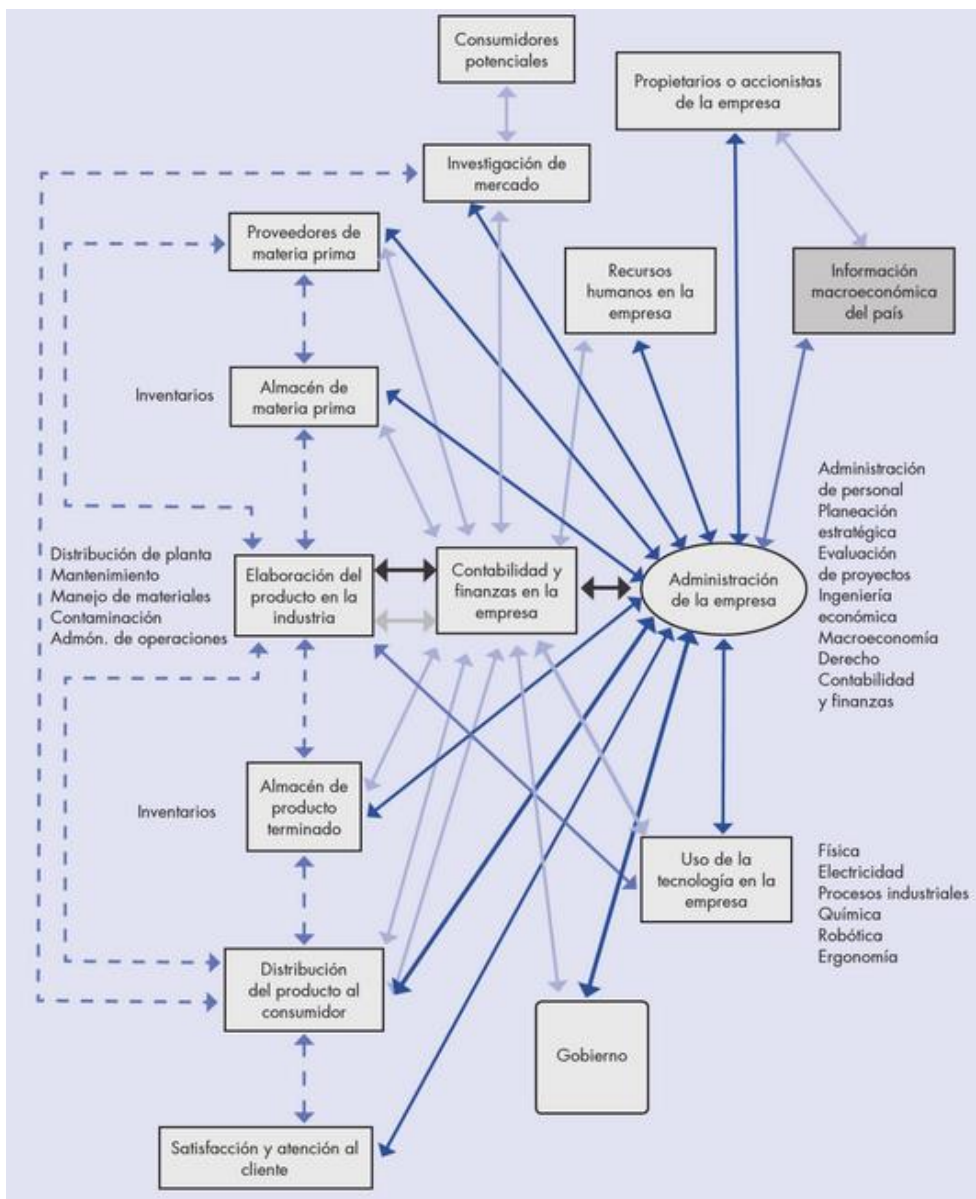 Consumidores
potenciales
Propietarios o accionistas
de la empresa
Investigación de
mercado
Proveedores de
materia prima
Recursos
humanos en la
empresa
Información
macroeconómica
del país
Inventarios
Almacén de
materia prima
Administración
de personal
Planeación
estratégica
Evaluación
de proyectos
Ingeniería
económica
Macroeconomía
Derecho
Contabilidad
y finanzas
Distribución de planta
Mantenimiento
Manejo de materiales
Contaminación
Admón. de operaciones
Elaboración del
producto en la
industria
Contabilidad y
finanzas en la
empresa
Administración
de la empresa
Inventarios
Almacén de
producto
terminado
Uso de la
tecnología en la
empresa
Física
Electricidad
Procesos industriales
Química
Robótica
Ergonomía
Distribución
del producto al
consumidor
Gobierno
Satisfacción y atención al
cliente